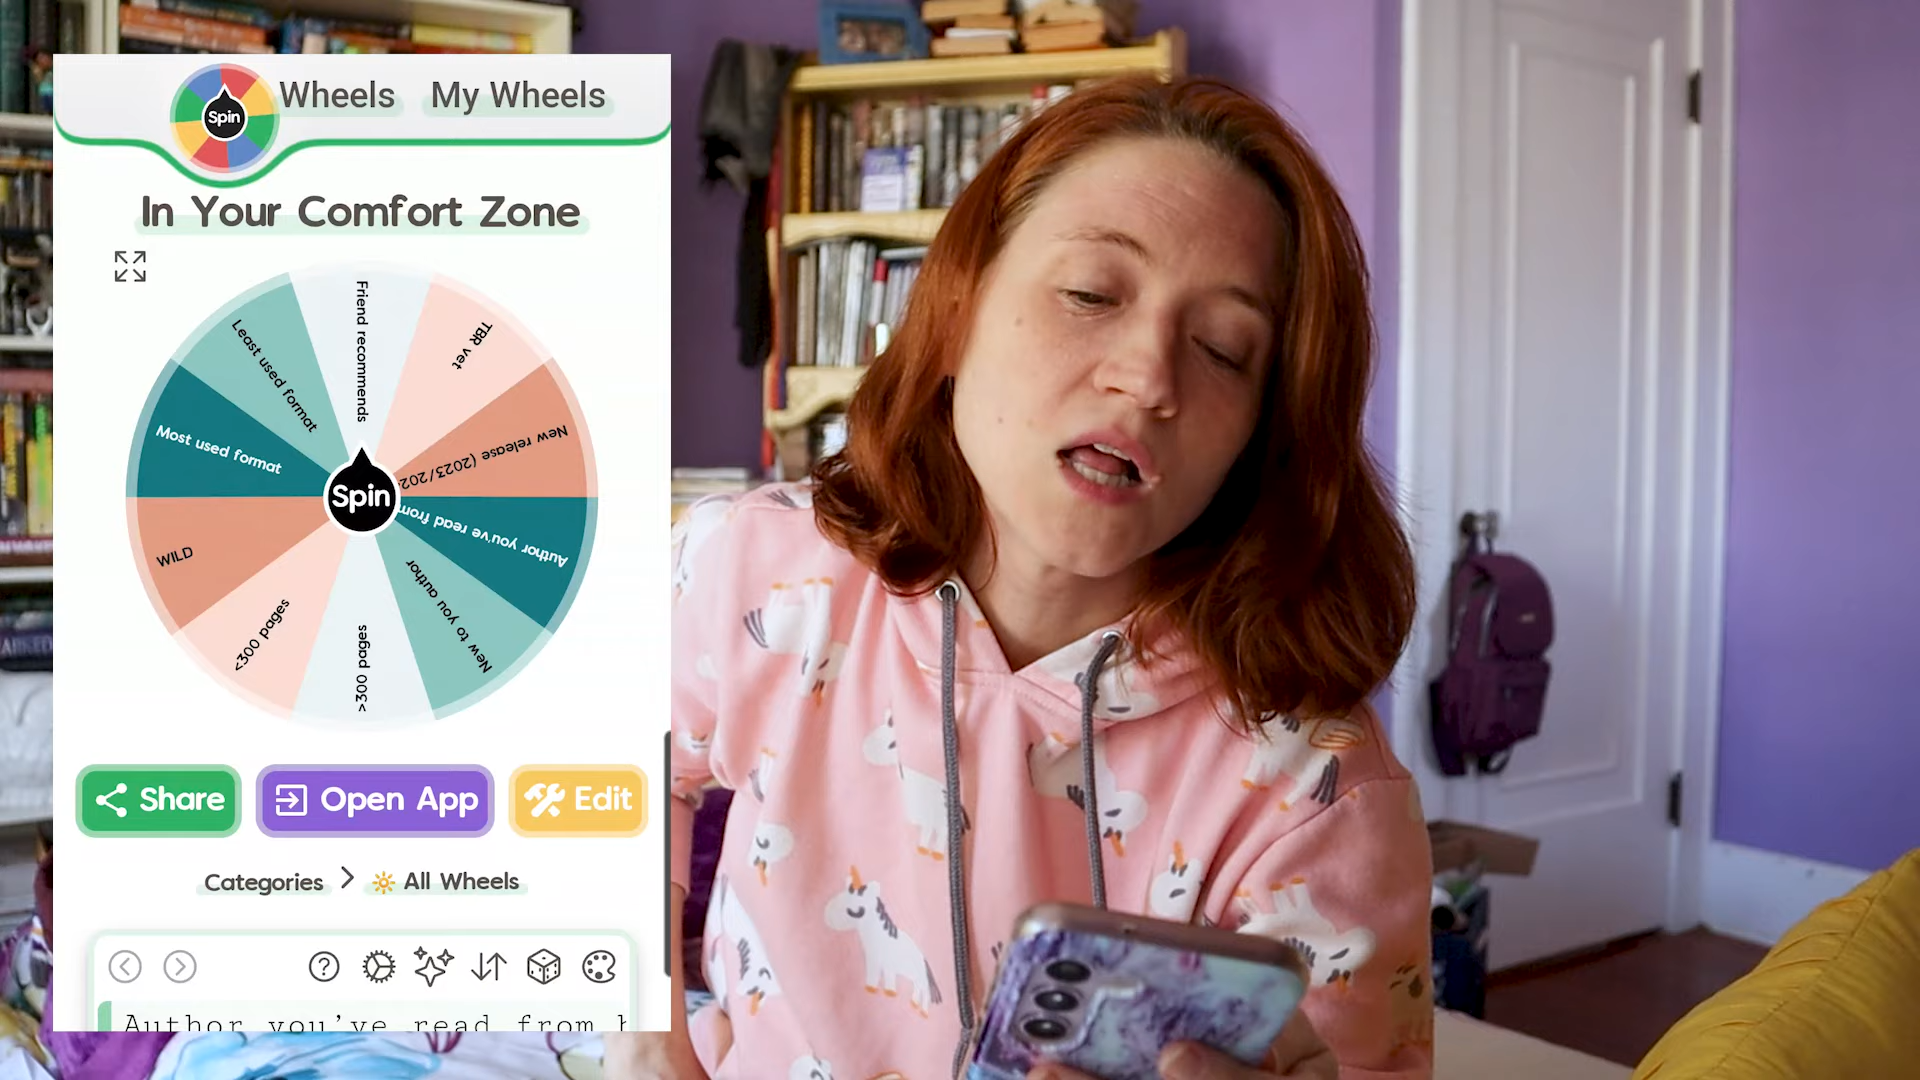 Spin
Wheels
My Wheels
In Your Comfort Zone
Friend recommends
TBR vet
New release (2023/202
Author you've read from
New to you author
>300 pages
<300 pages
WILD
Most used format
Least used format
Spin
Share
Open App
Edit
Categories > All Wheels
Author you've read from